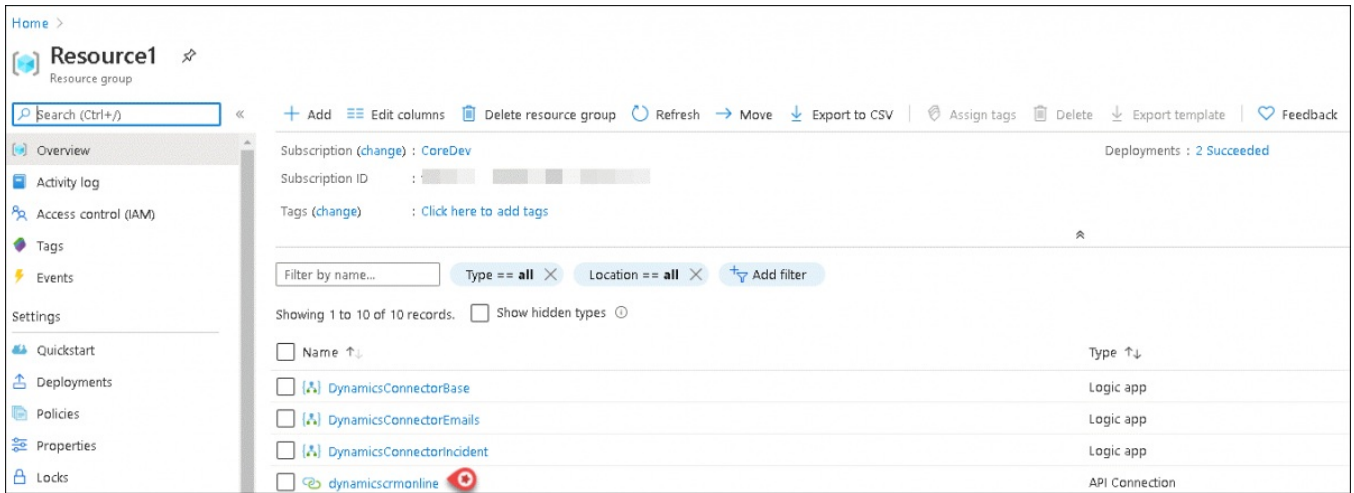 Home >
Resource1
Resource group
Search (Ctrl+/)
«
Add
Edit columns
Delete resource group
Refresh
Move
Export to CSV
Assign tags
Delete
Export template
Feedback
Overview
Activity log
Access control (IAM)
Tags
Events
Settings
Quickstart
Deployments
Policies
Properties
Locks
Subscription (change) : CoreDev
Deployments : 2 Succeeded
Subscription ID :
Tags (change) : Click here to add tags
Filter by name...
Type == all
Location == all
Add filter
Showing 1 to 10 of 10 records.
Show hidden types
Name ↑↓ Type ↑↓
DynamicsConnectorBase Logic app
DynamicsConnectorEmails Logic app
DynamicsConnectorIncident Logic app
dynamicscrmonline API Connection